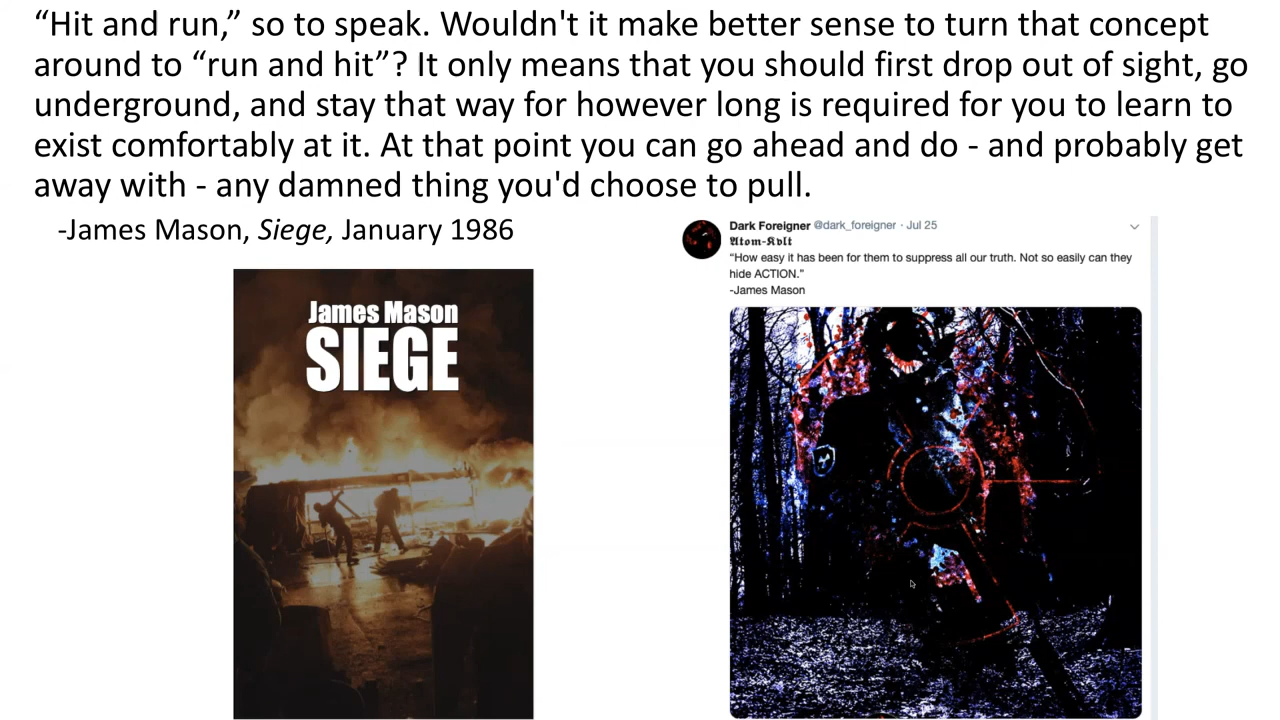 “Hit and run,” so to speak. Wouldn't it make better sense to turn that concept
around to “run and hit”? It only means that you should first drop out of sight, go
underground, and stay that way for however long is required for you to learn to
exist comfortably at it. At that point you can go ahead and do - and probably get
away with - any damned thing you'd choose to pull.
-James Mason, Siege, January 1986
James Mason
SIEGE
Dark Foreigner @dark_foreigner · Jul 25
𝕬𝖙𝖔𝖒-𝕶𝖛𝖑𝖙
“How easy it has been for them to suppress all our truth. Not so easily can they
hide ACTION.”
-James Mason